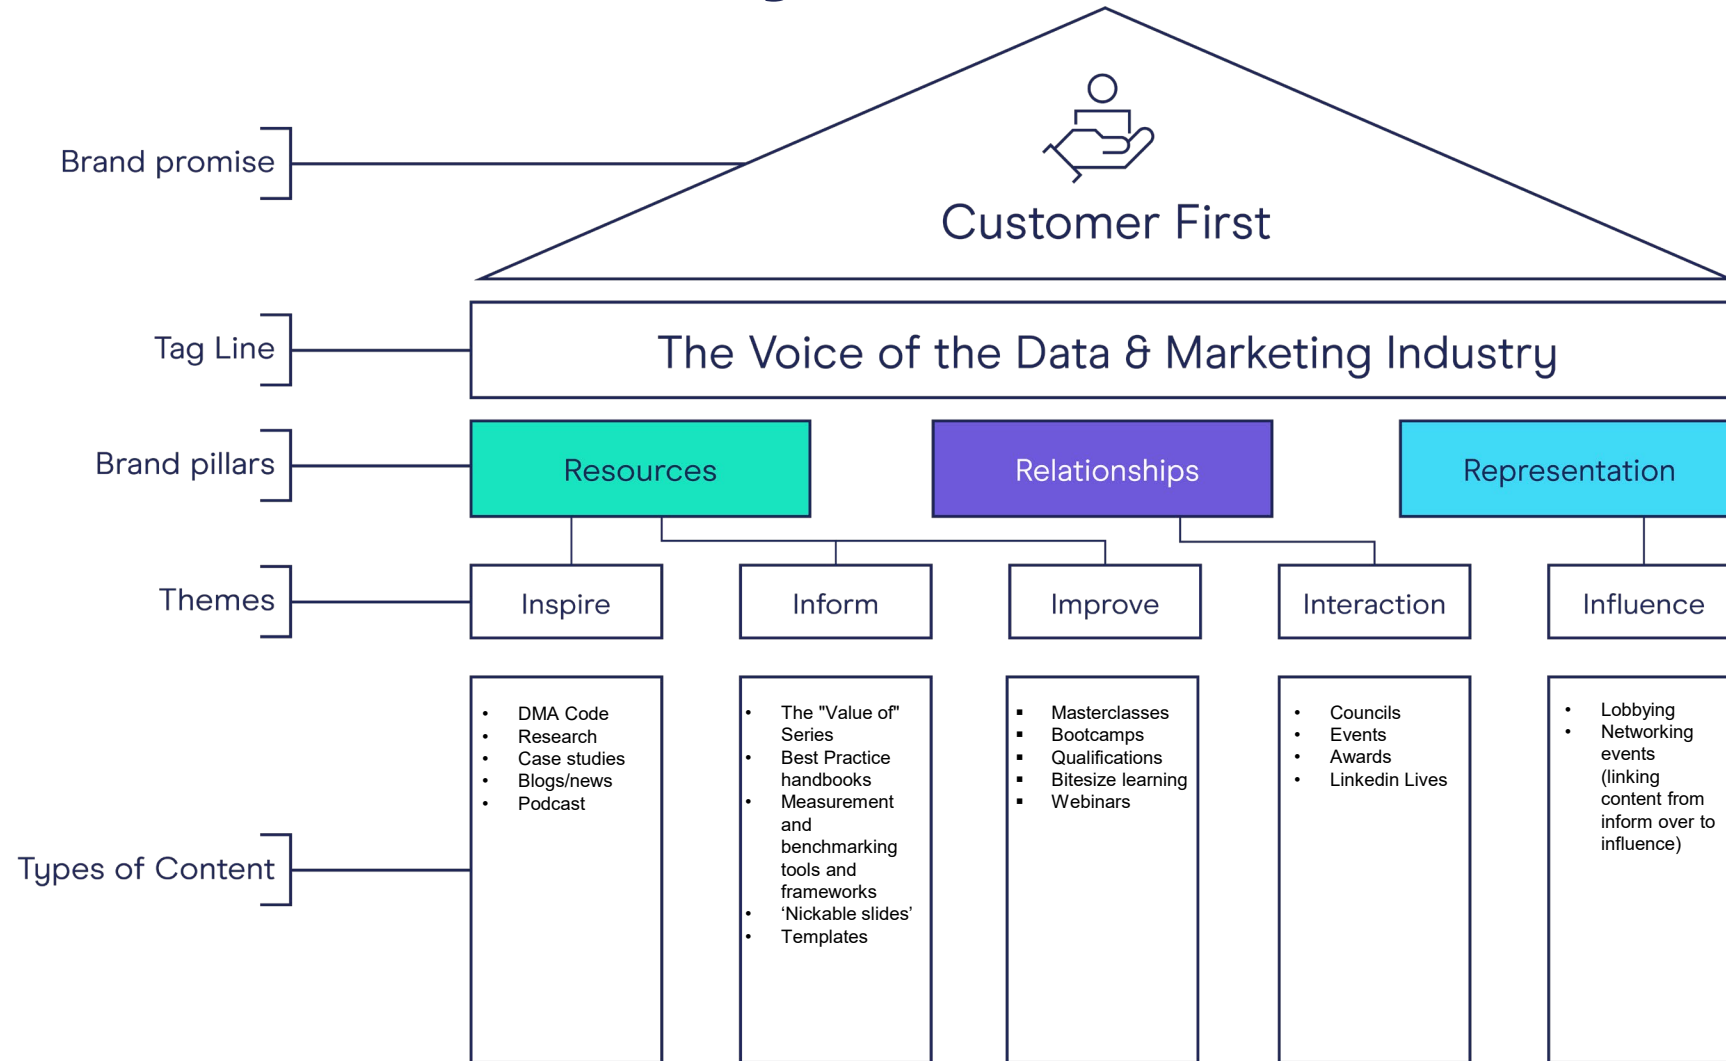 Brand promise
Customer First
Tag Line
The Voice of the Data & Marketing Industry
Brand pillars
Resources
Relationships
Representation
Themes
Inspire
Inform
Improve
Interaction
Influence
Types of Content
• DMA Code
• Research
• Case studies
• Blogs/news
• Podcast
• The "Value of"
Series
• Best Practice
handbooks
• Measurement
and
benchmarking
tools and
frameworks
• ‘Nickable slides’
• Templates
▪ Masterclasses
▪ Bootcamps
▪ Qualifications
▪ Bitesize learning
▪ Webinars
• Councils
• Events
• Awards
• Linkedin Lives
• Lobbying
• Networking
events
(linking
content from
inform over to
influence)